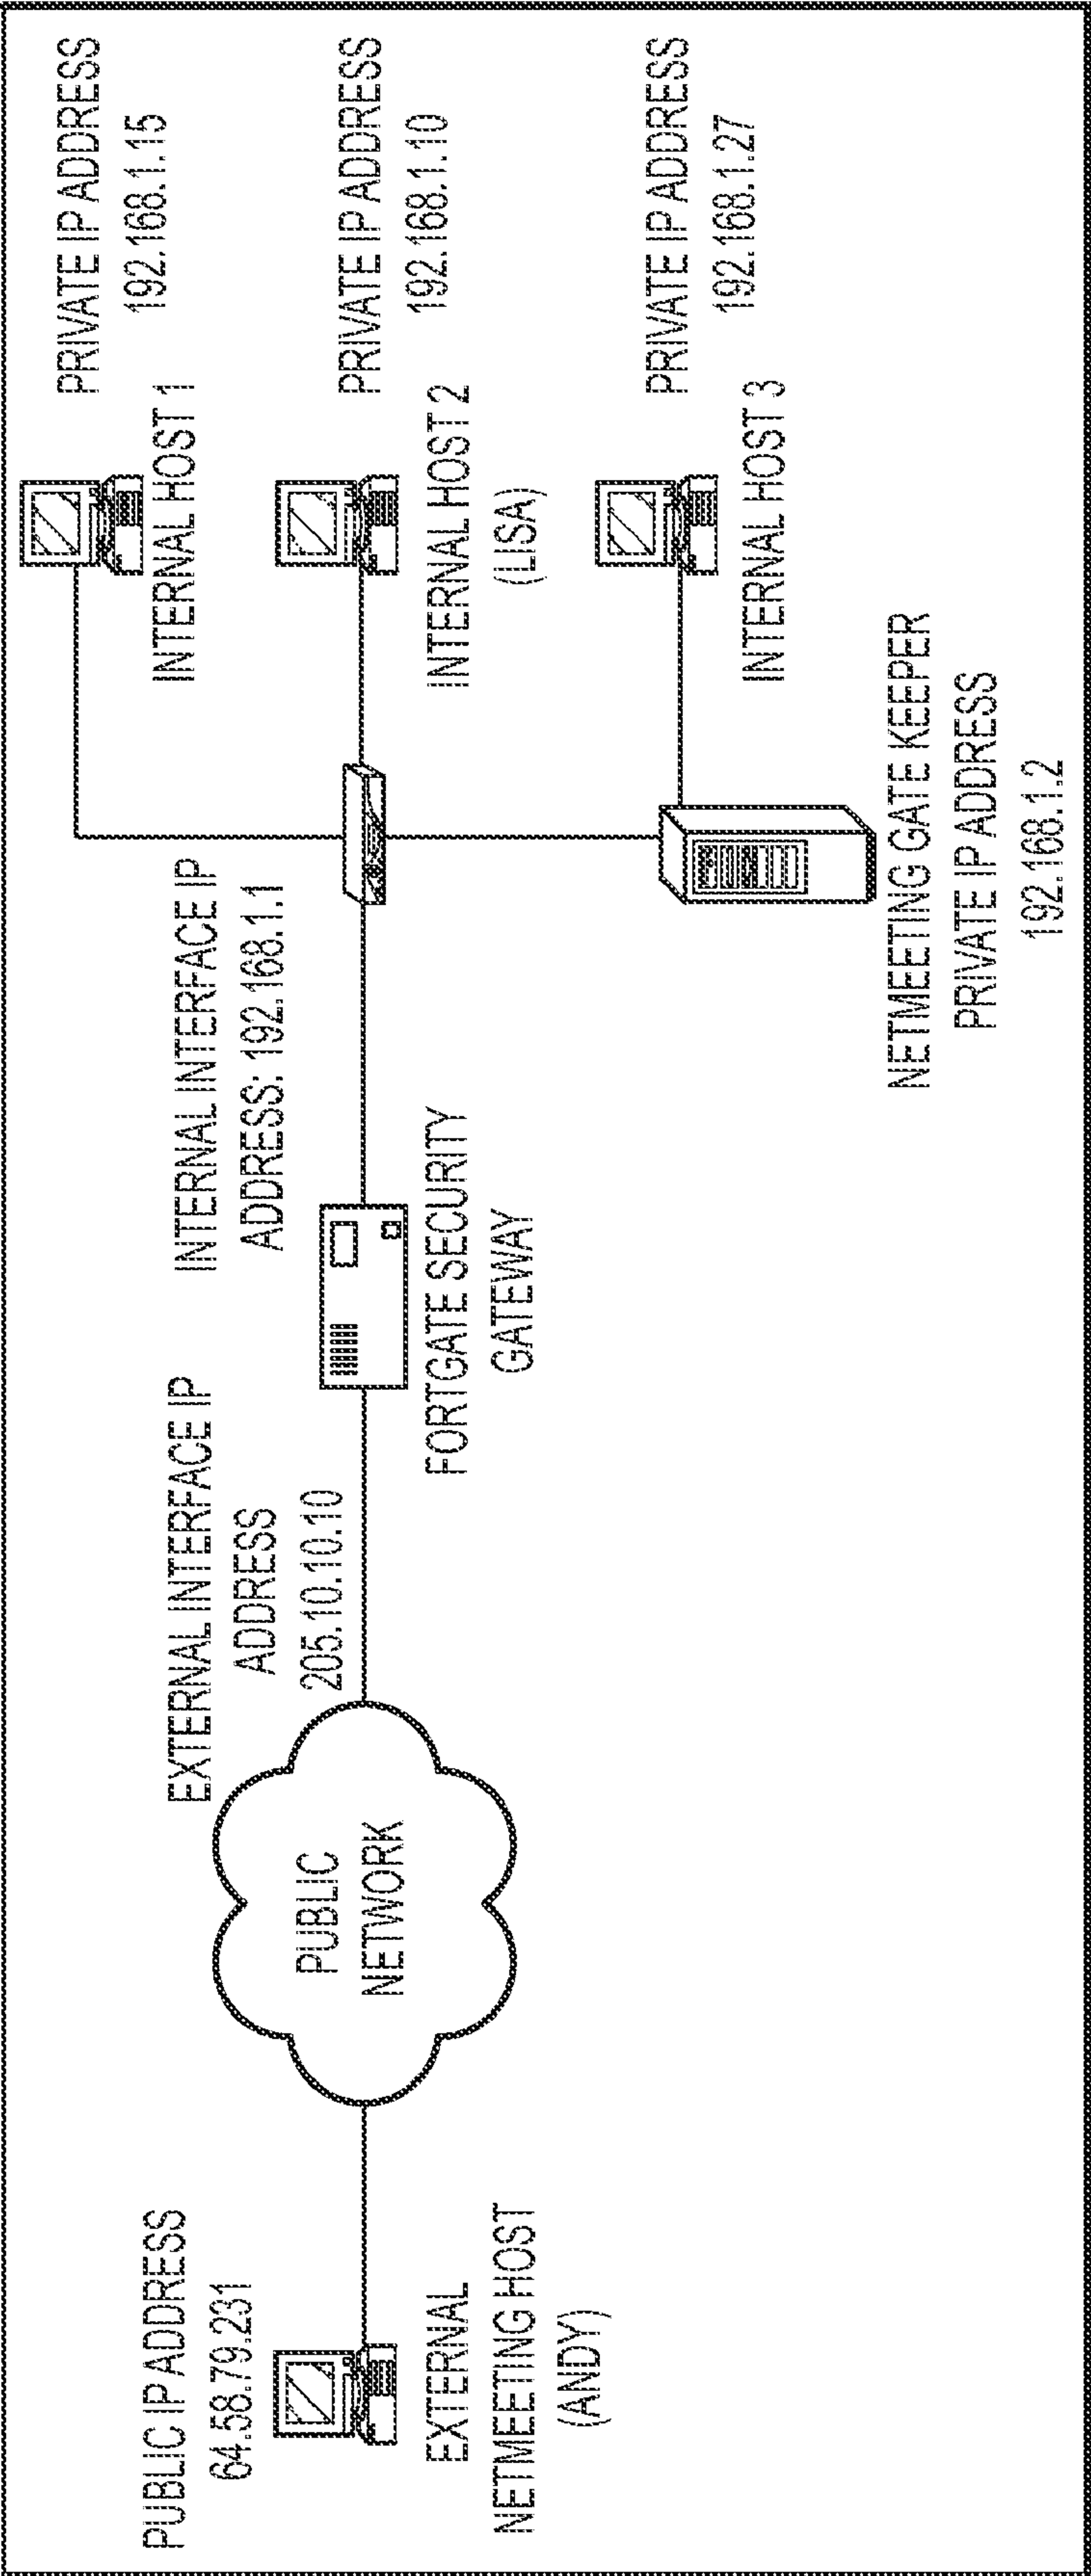 PUBLIC IP ADDRESS
64.58.79.231
EXTERNAL
NETMEETING HOST
(ANDY)
PUBLIC
NETWORK
EXTERNAL INTERFACE IP
ADDRESS
205.10.10.10
FORTGATE SECURITY
GATEWAY
INTERNAL INTERFACE IP
ADDRESS: 192.168.1.1
INTERNAL HOST 1
PRIVATE IP ADDRESS
192.168.1.15
INTERNAL HOST 2
(LISA)
PRIVATE IP ADDRESS
192.168.1.10
INTERNAL HOST 3
PRIVATE IP ADDRESS
192.168.1.27
NETMEETING GATE KEEPER
PRIVATE IP ADDRESS
192.168.1.2